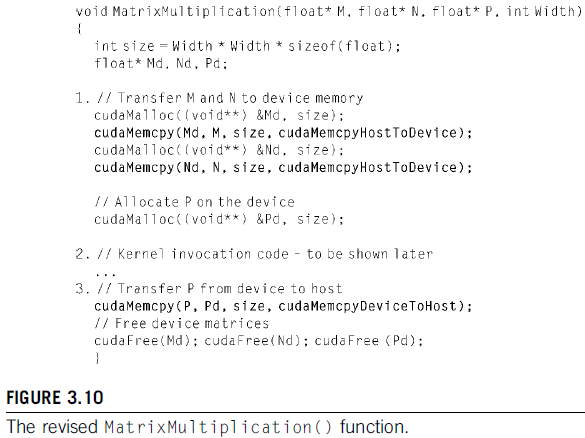 void MatrixMultiplication(float* M, float* N, float* P, int Width)
{
int size = Width * Width * sizeof(float);
float* Md, Nd, Pd;
1. // Transfer M and N to device memory
cudaMalloc((void**) &Md, size);
cudaMemcpy(Md, M, size, cudaMemcpyHostToDevice);
cudaMalloc((void**) &Nd, size);
cudaMemcpy(Nd, N, size, cudaMemcpyHostToDevice);
// Allocate P on the device
cudaMalloc((void**) &Pd, size);
2. // Kernel invocation code – to be shown later
...
3. // Transfer P from device to host
cudaMemcpy(P, Pd, size, cudaMemcpyDeviceToHost);
// Free device matrices
cudaFree(Md); cudaFree(Nd); cudaFree (Pd);
}
FIGURE 3.10
The revised MatrixMultiplication() function.